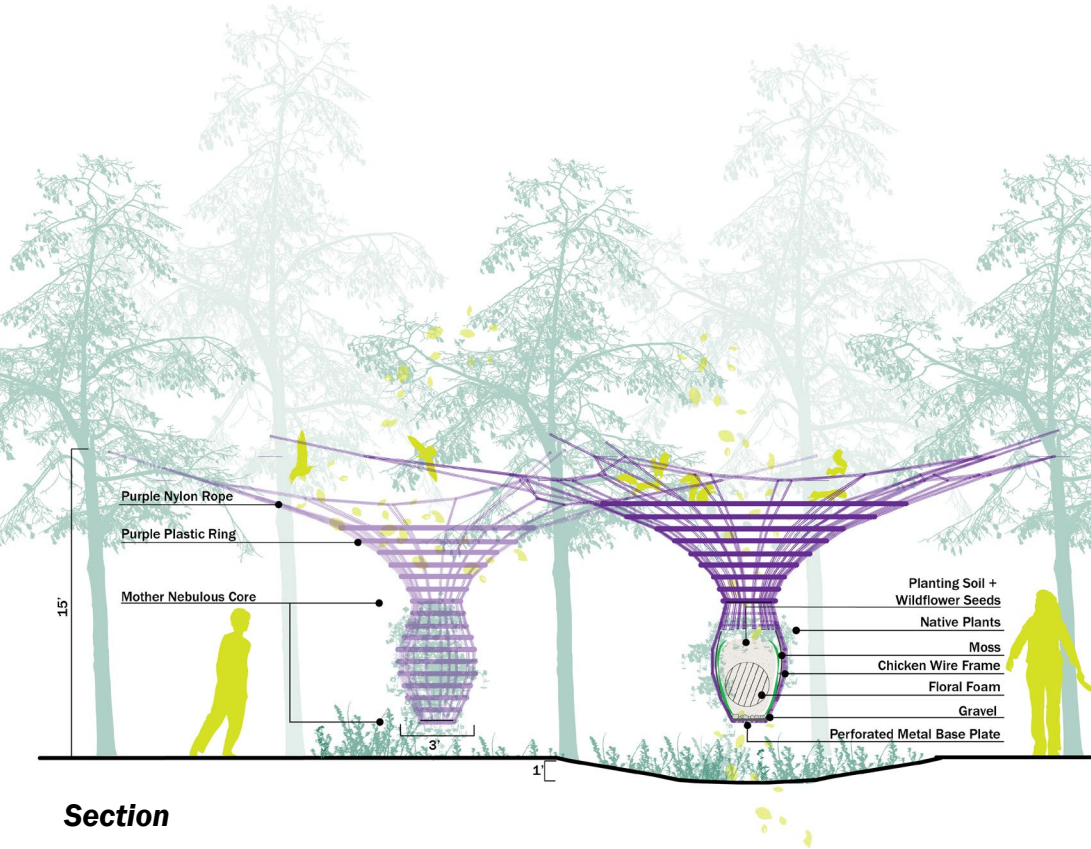 Purple Nylon Rope
Purple Plastic Ring
Mother Nebulous Core
15'
3'
1'
Planting Soil +
Wildflower Seeds
Native Plants
Moss
Chicken Wire Frame
Floral Foam
Gravel
Perforated Metal Base Plate
Section